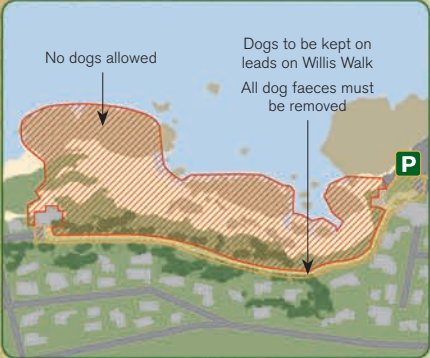 No dogs allowed
Dogs to be kept on
leads on Willis Walk
All dog faeces must
be removed
P